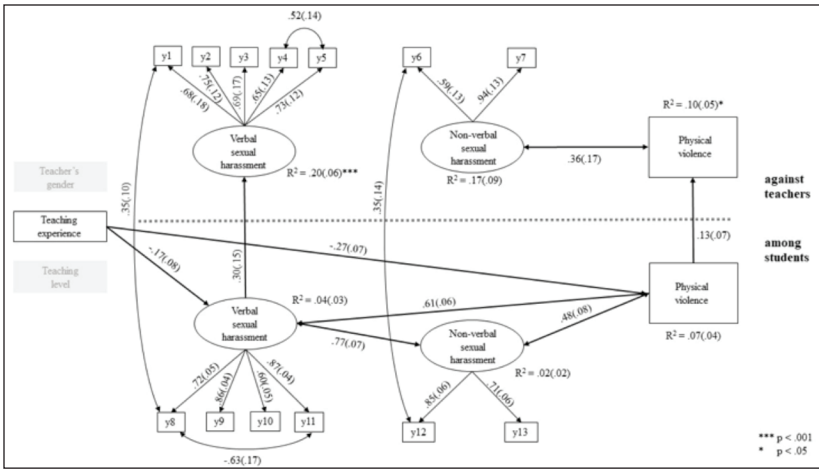 .52(.14)
y1
y2
y3
y4
y5
y6
y7
.68(.18)
.75(.12)
.69(.17)
.65(.13)
.73(.12)
.59(.13)
.94(.13)
R² = .10(.05)*
Verbal
sexual
harassment
R² = .20(.06)***
Non-verbal
sexual
harassment
R² = .17(.09)
.36(.17)
Physical
violence
Teacher's
gender
against
teachers
.35(.10)
.35(.14)
Teaching
experience
-.27(.07)
.13(.07)
among
students
-.17(.08)
.30(.15)
Teaching
level
R² = .04(.03)
Verbal
sexual
harassment
.61(.06)
Physical
violence
.48(.08)
.77(.07)
Non-verbal
sexual
harassment
R² = .07(.04)
R² = .02(.02)
.72(.05)
.86(.04)
.60(.05)
.87(.04)
.85(.06)
.71(.06)
y8
y9
y10
y11
y12
y13
-.63(.17)
*** p < .001
* p < .05